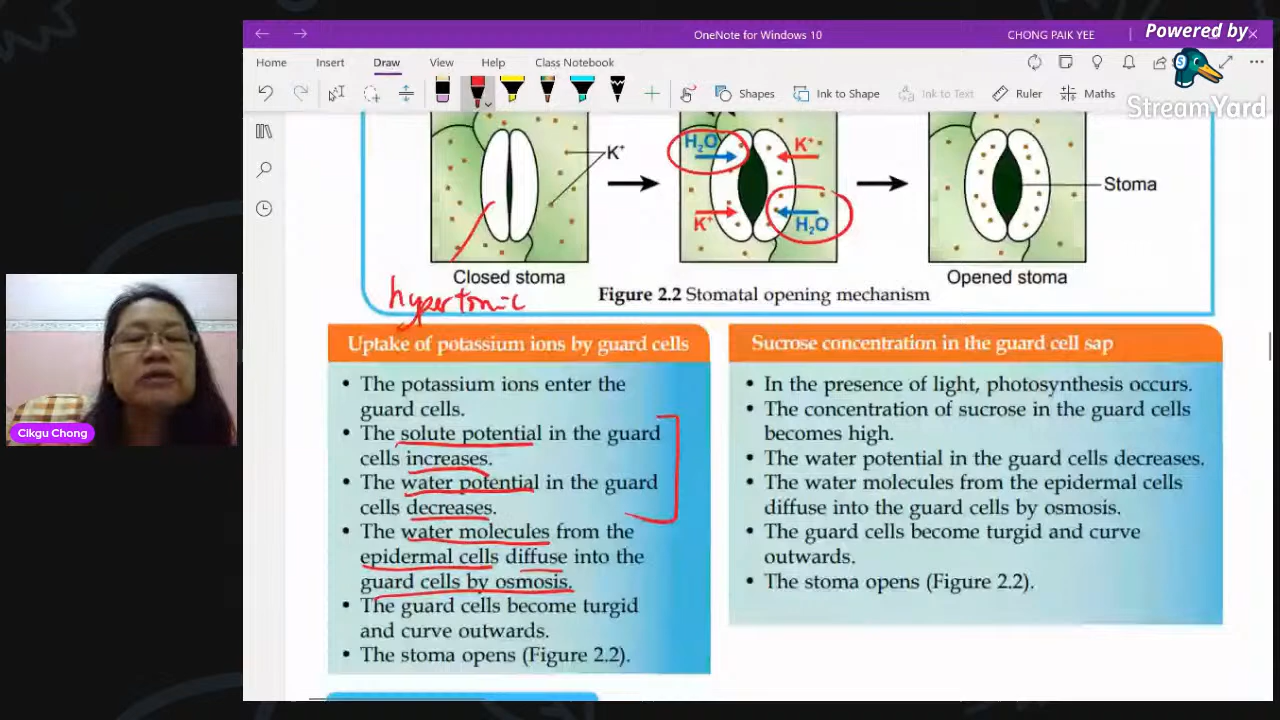 OneNote for Windows 10
CHONG PAIK YEE
Powered by
Home Insert Draw View Help Class Notebook
Shapes Ink to Shape Ink to Text Ruler Maths
StreamYard
H₂O
K⁺
K⁺
K⁺
H₂O
Stoma
Closed stoma
Opened stoma
hypertonic
Figure 2.2 Stomatal opening mechanism
Uptake of potassium ions by guard cells
• The potassium ions enter the
guard cells.
• The solute potential in the guard
cells increases.
• The water potential in the guard
cells decreases.
• The water molecules from the
epidermal cells diffuse into the
guard cells by osmosis.
• The guard cells become turgid
and curve outwards.
• The stoma opens (Figure 2.2).
Sucrose concentration in the guard cell sap
• In the presence of light, photosynthesis occurs.
• The concentration of sucrose in the guard cells
becomes high.
• The water potential in the guard cells decreases.
• The water molecules from the epidermal cells
diffuse into the guard cells by osmosis.
• The guard cells become turgid and curve
outwards.
• The stoma opens (Figure 2.2).
Cikgu Chong